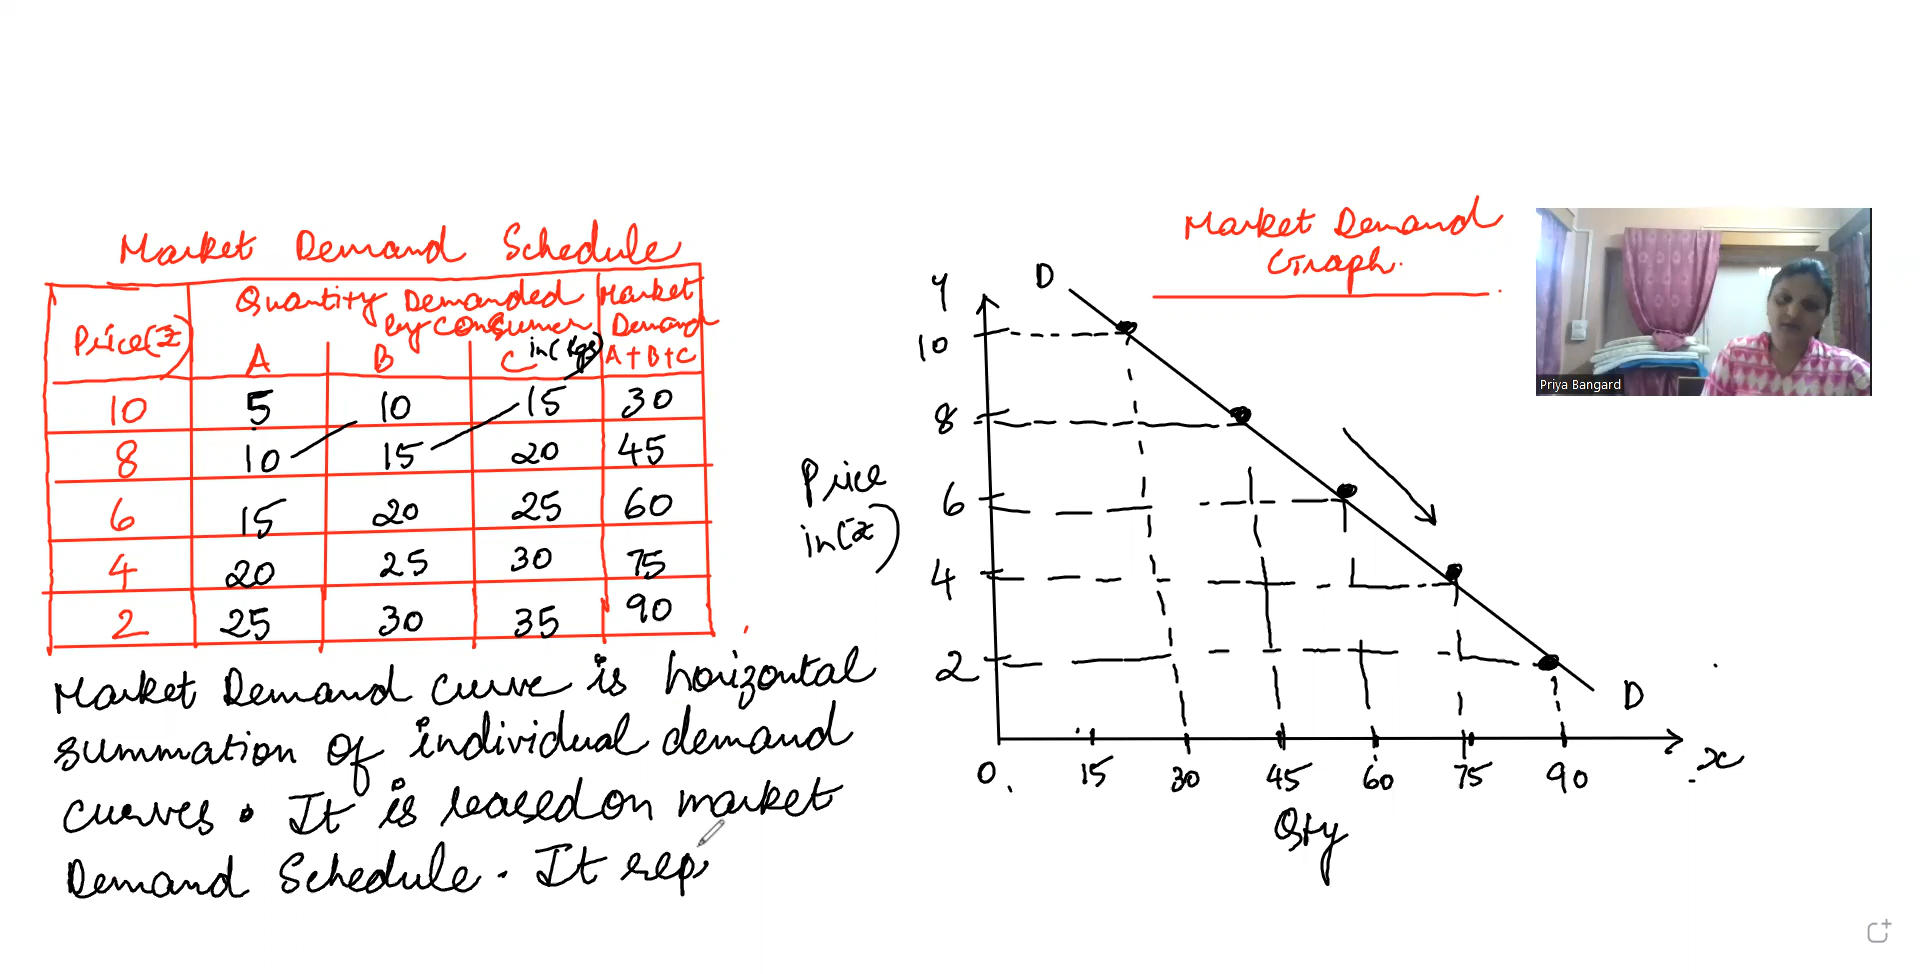 Market Demand Schedule
Price(₹)
Quantity Demanded
by consumer
in(kgs)
Market
Demand
A+B+C
A B C
10 5 10 15 30
8 10 15 20 45
6 15 20 25 60
4 20 25 30 75
2 25 30 35 90
Market Demand curve is horizontal
summation of individual demand
curves. It is based on market
Demand Schedule. It rep
Market Demand
Graph.
Y
D
10
8
6
4
2
Price
in(₹)
D
0 15 30 45 60 75 90
x
Qty
Priya Bangard